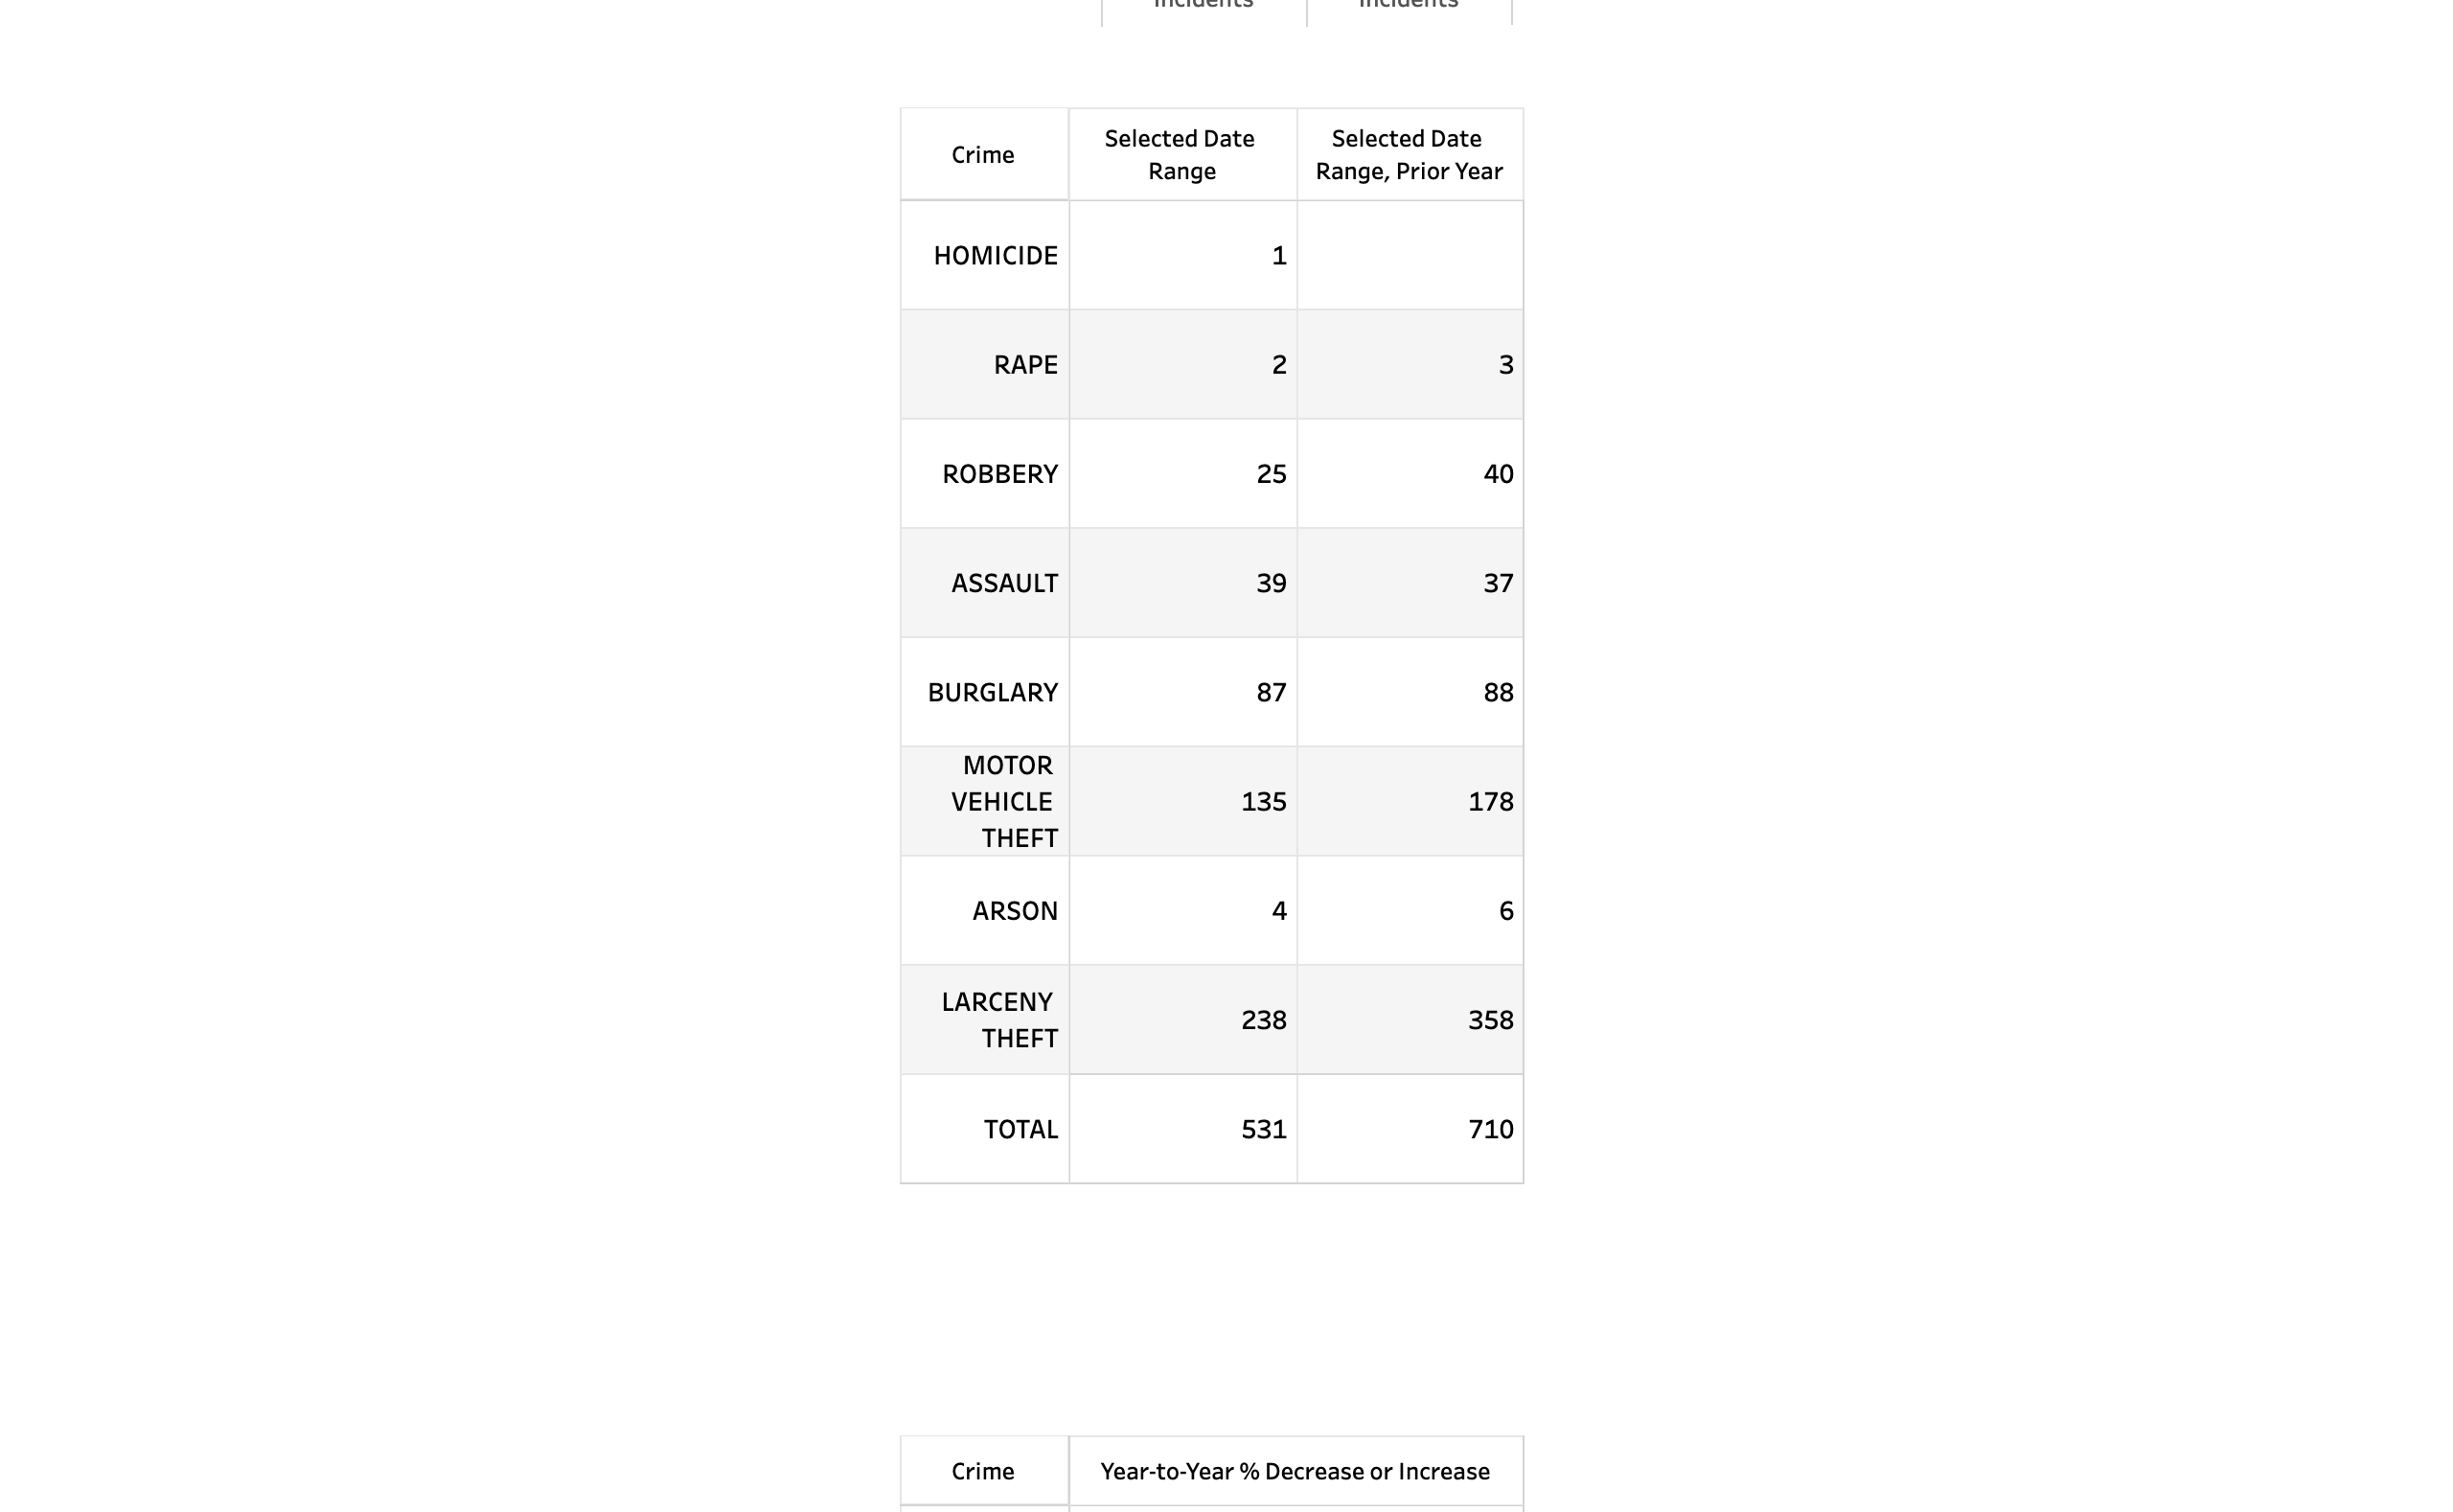 Incidents Incidents
Crime
Selected Date
Range
Selected Date
Range, Prior Year
HOMICIDE 1
RAPE 2 3
ROBBERY 25 40
ASSAULT 39 37
BURGLARY 87 88
MOTOR
VEHICLE
THEFT
135 178
ARSON 4 6
LARCENY
THEFT
238 358
TOTAL 531 710
Crime Year-to-Year % Decrease or Increase